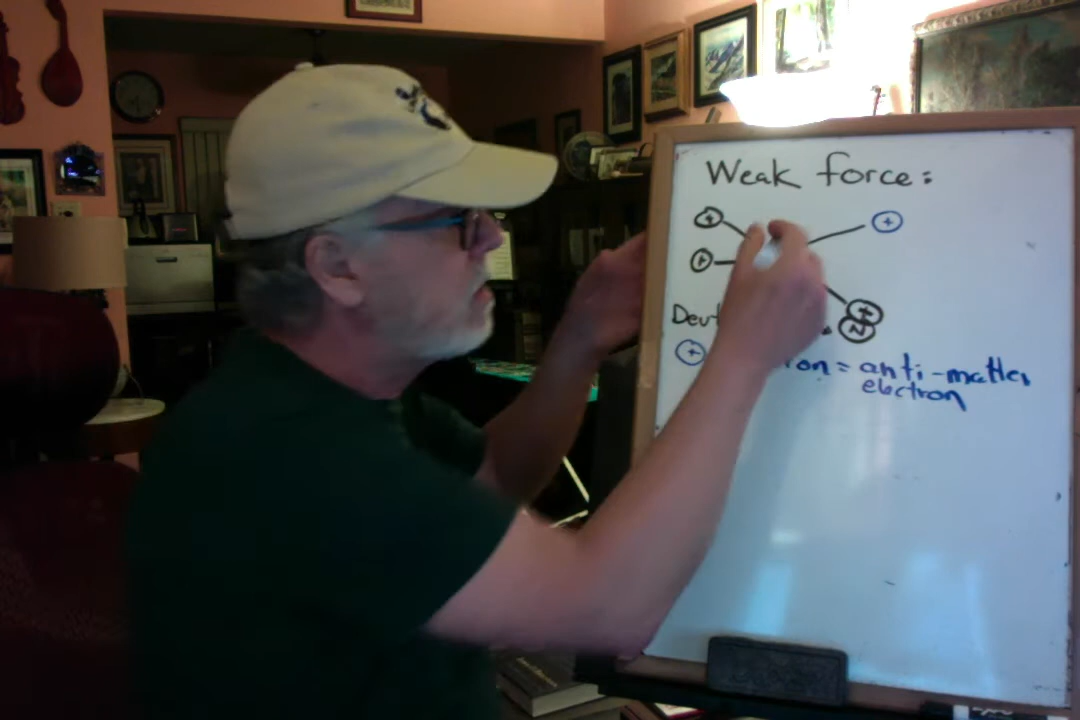 Weak force:
+ +
+
+
Deut
N
+ on = anti-matter
electron